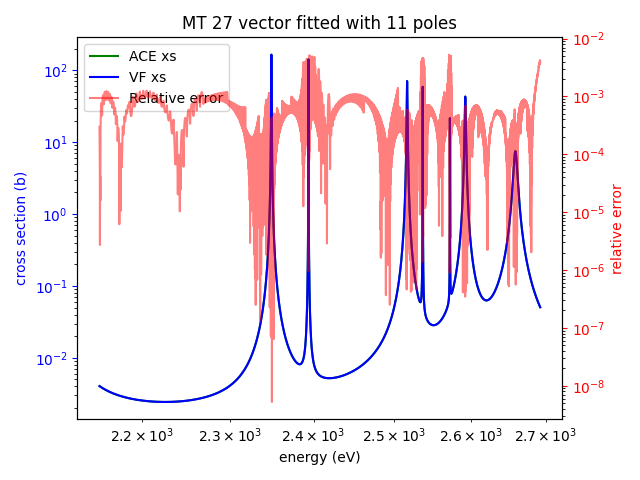 MT 27 vector fitted with 11 poles
ACE xs
VF xs
Relative error
cross section (b)
10²
10¹
10⁰
10⁻¹
10⁻²
10⁻²
10⁻³
10⁻⁴
10⁻⁵
10⁻⁶
10⁻⁷
10⁻⁸
relative error
2.2 × 10³ 2.3 × 10³ 2.4 × 10³ 2.5 × 10³ 2.6 × 10³ 2.7 × 10³
energy (eV)